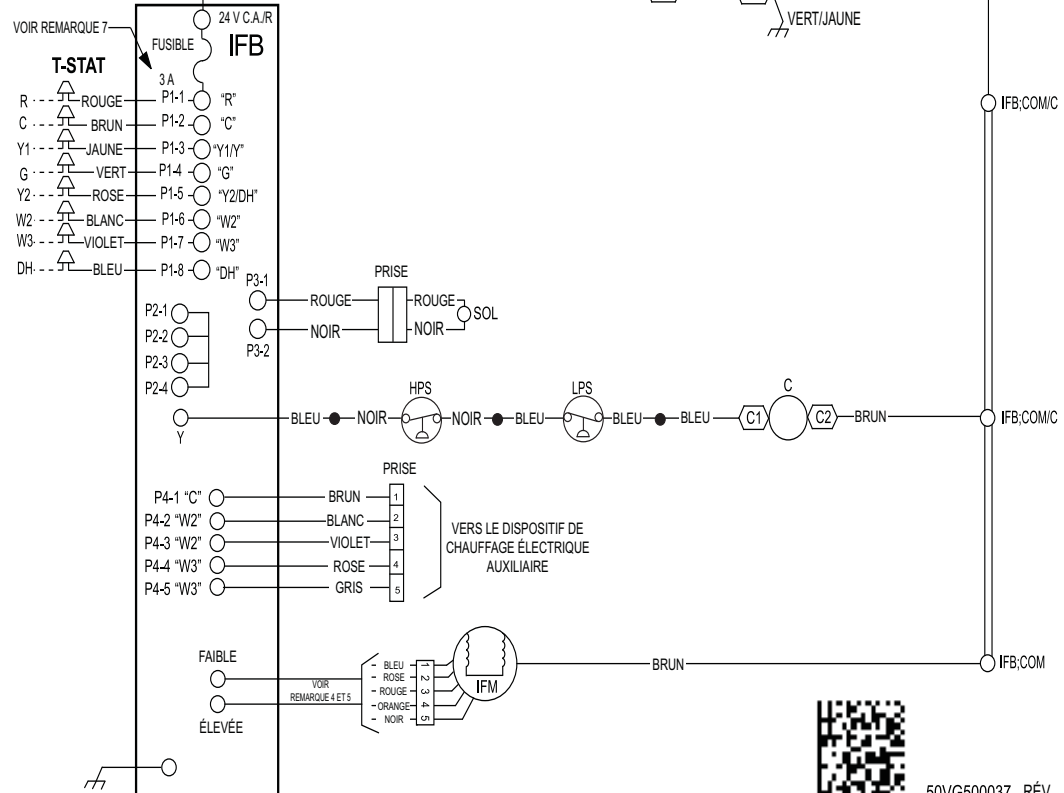 VERT/JAUNE
24 V C.A./R
VOIR REMARQUE 7
FUSIBLE
IFB
T-STAT
3 A
R ROUGE P1-1 "R"
C BRUN P1-2 "C"
Y1 JAUNE P1-3 "Y1/Y"
G VERT P1-4 "G"
Y2 ROSE P1-5 "Y2/DH"
W2 BLANC P1-6 "W2"
W3 VIOLET P1-7 "W3"
DH BLEU P1-8 "DH"
IFB;COM/C
P3-1
PRISE
ROUGE ROUGE
SOL
NOIR NOIR
P3-2
P2-1
P2-2
P2-3
P2-4
HPS LPS C
Y BLEU NOIR NOIR BLEU BLEU BLEU C1 C2 BRUN IFB;COM/C
PRISE
P4-1 "C" BRUN 1
P4-2 "W2" BLANC 2
P4-3 "W2" VIOLET 3
P4-4 "W3" ROSE 4
P4-5 "W3" GRIS 5
VERS LE DISPOSITIF DE
CHAUFFAGE ÉLECTRIQUE
AUXILIAIRE
FAIBLE
ÉLEVÉE
VOIR
REMARQUE 4 ET 5
BLEU 1
ROSE 2
ROUGE 3
ORANGE 4
NOIR 5
IFM
BRUN
IFB;COM
50VG500037 RÉV